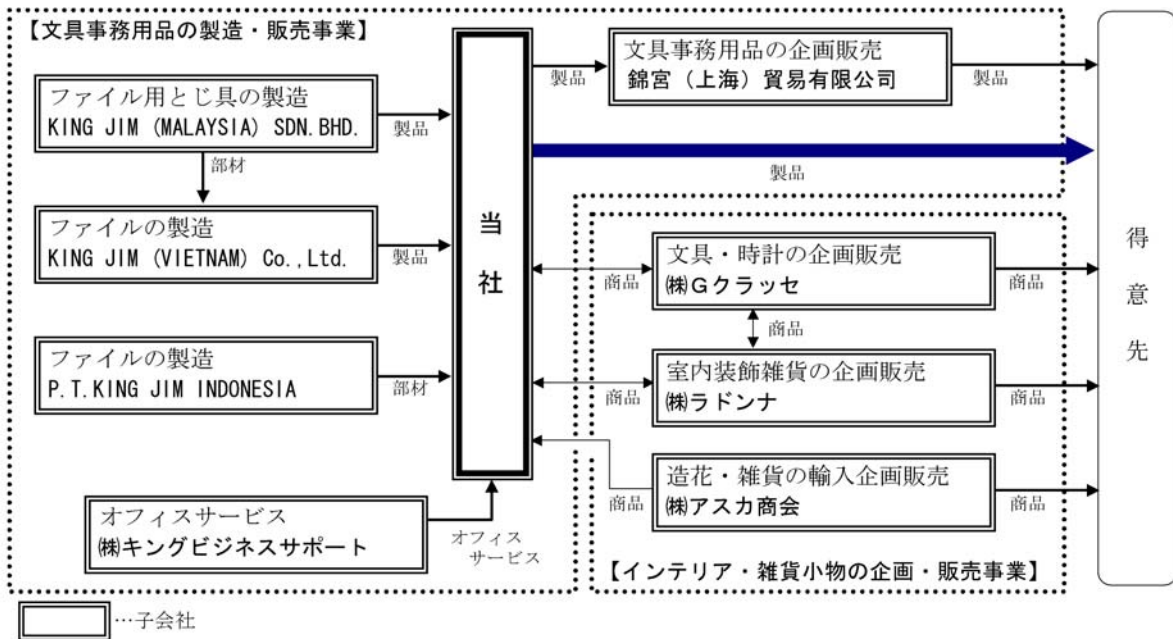 【文具事務用品の製造・販売事業】
ファイル用とじ具の製造
KING JIM (MALAYSIA) SDN.BHD.
製品
部材
ファイルの製造
KING JIM (VIETNAM) Co.,Ltd.
製品
ファイルの製造
P.T.KING JIM INDONESIA
部材
オフィスサービス
㈱キングビジネスサポート
オフィス
サービス
当社
製品
文具事務用品の企画販売
錦宮（上海）貿易有限公司
製品
製品
商品
文具・時計の企画販売
㈱Ｇクラッセ
商品
商品
商品
室内装飾雑貨の企画販売
㈱ラドンナ
商品
商品
造花・雑貨の輸入企画販売
㈱アスカ商会
商品
【インテリア・雑貨小物の企画・販売事業】
得意先
…子会社